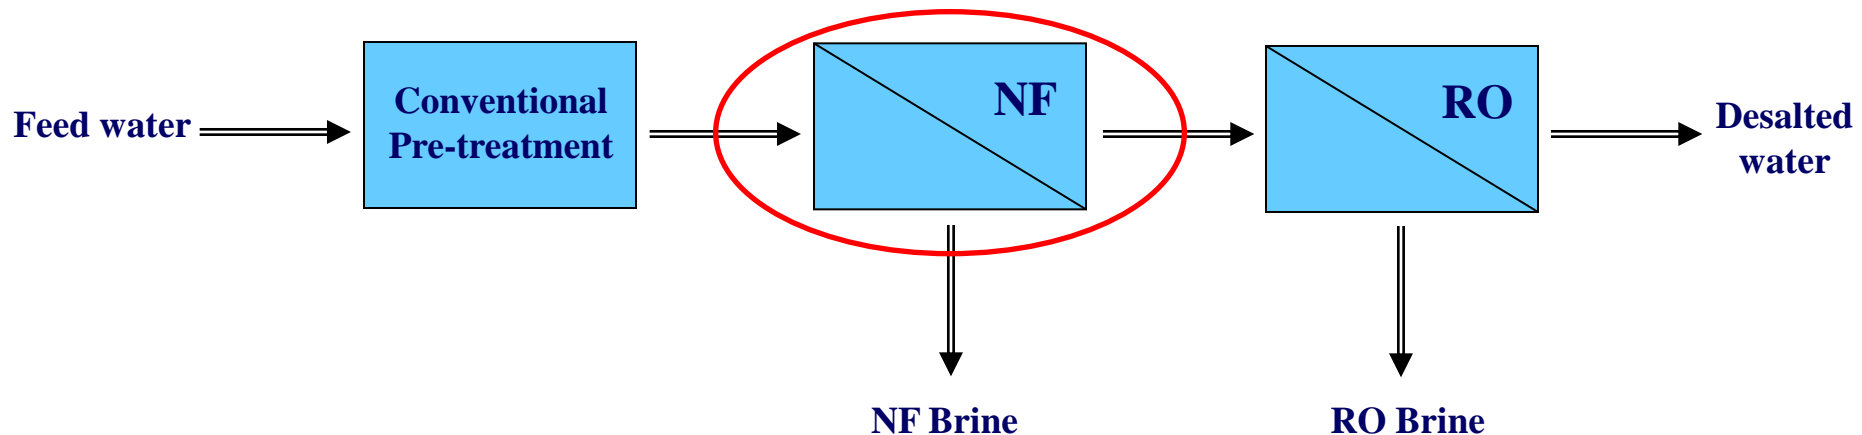 Feed water
Conventional
Pre-treatment
NF
RO
Desalted
water
NF Brine
RO Brine